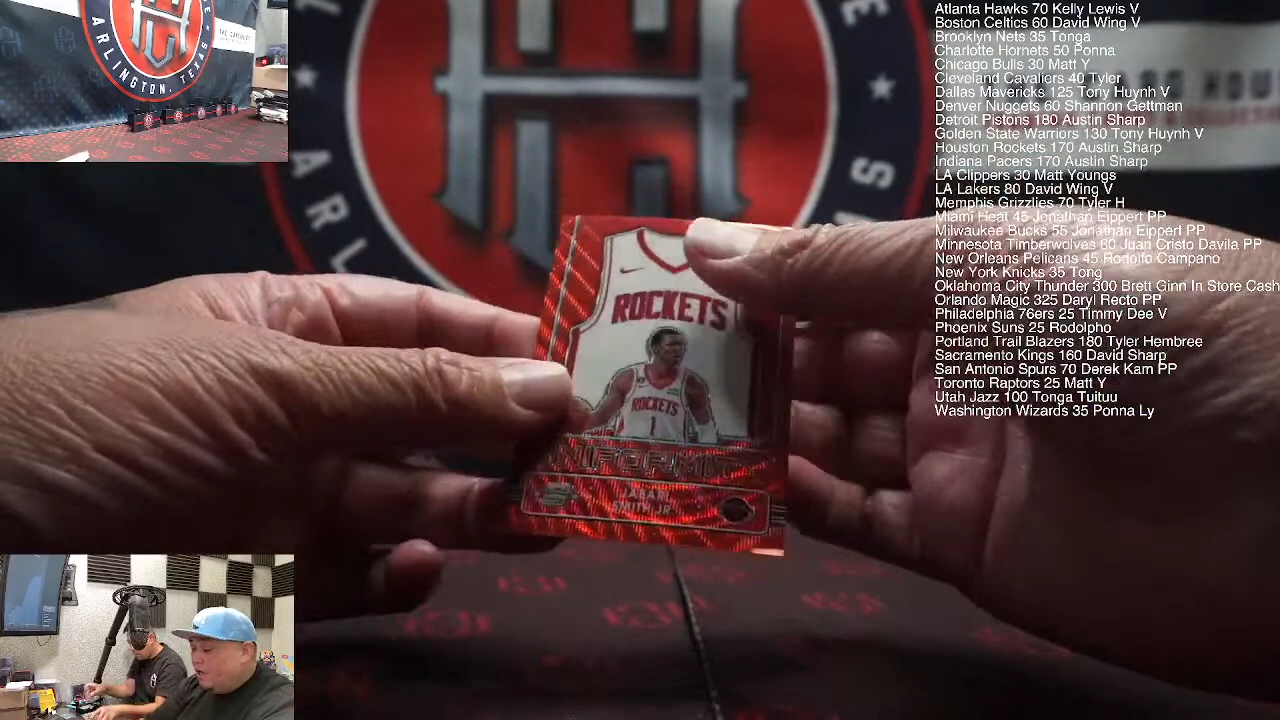 Atlanta Hawks 70 Kelly Lewis V
Boston Celtics 60 David Wing V
Brooklyn Nets 35 Tonga
Charlotte Hornets 50 Ponna
Chicago Bulls 30 Matt Y
Cleveland Cavaliers 40 Tyler
Dallas Mavericks 125 Tony Huynh V
Denver Nuggets 60 Shannon Gettman
Detroit Pistons 180 Austin Sharp
Golden State Warriors 130 Tony Huynh V
Houston Rockets 170 Austin Sharp
Indiana Pacers 170 Austin Sharp
LA Clippers 30 Matt Youngs
LA Lakers 80 David Wing V
Memphis Grizzlies 70 Tyler H
Miami Heat 45 Jonathan Eippert PP
Milwaukee Bucks 55 Jonathan Eippert PP
Minnesota Timberwolves 60 Juan Cristo Davila PP
New Orleans Pelicans 45 Rodolfo Campano
New York Knicks 35 Tong
Oklahoma City Thunder 300 Brett Ginn In Store Cash
Orlando Magic 325 Daryl Recto PP
Philadelphia 76ers 25 Timmy Dee V
Phoenix Suns 25 Rodolpho
Portland Trail Blazers 180 Tyler Hembree
Sacramento Kings 160 David Sharp
San Antonio Spurs 70 Derek Kam PP
Toronto Raptors 25 Matt Y
Utah Jazz 100 Tonga Tuituu
Washington Wizards 35 Ponna Ly
ARLINGTON, TEXAS
ROCKETS
ROCKETS
1
JABARI
SMITH JR.